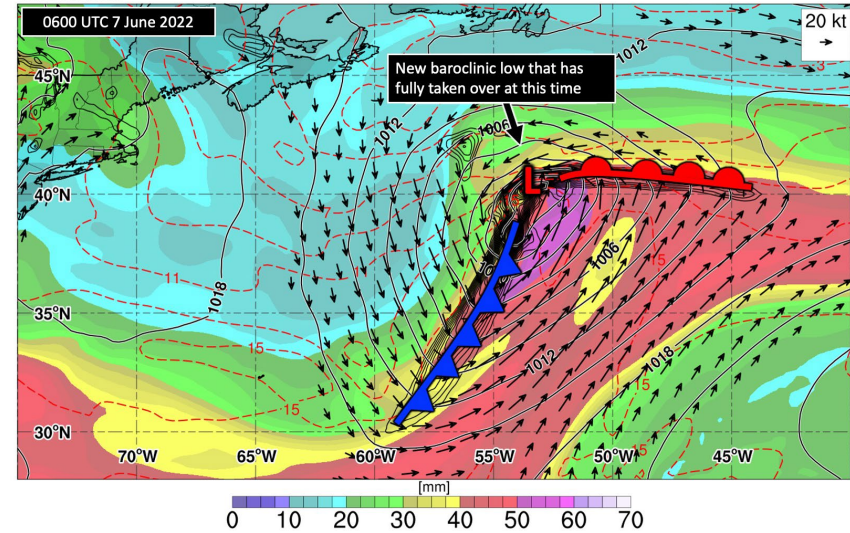 0600 UTC 7 June 2022
20 kt
New baroclinic low that has
fully taken over at this time
1012
1012
1006
3
45°N
40°N
L
11
1018
1006
15
35°N
15
1012
1018
15
15
30°N
70°W
65°W
60°W
55°W
50°W
45°W
[mm]
0 10 20 30 40 50 60 70